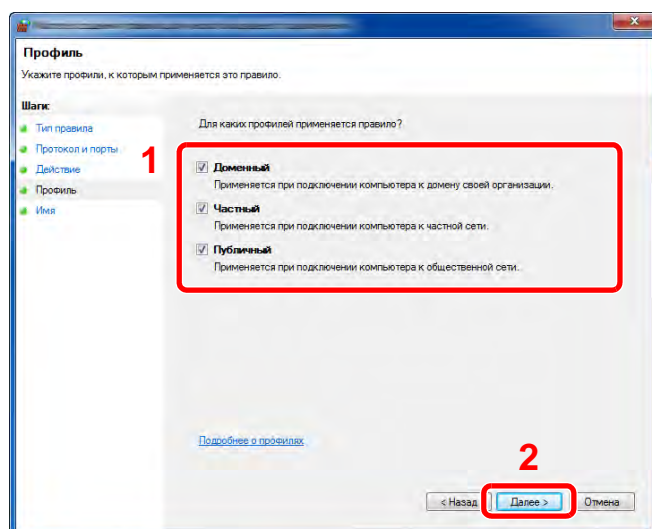 Профиль
Укажите профили, к которым применяется это правило.
Шаги:
Тип правила
Протокол и порты
Действие
Профиль
Имя
Для каких профилей применяется правило?
1
Доменный
Применяется при подключении компьютера к домену своей организации.
Частный
Применяется при подключении компьютера к частной сети.
Публичный
Применяется при подключении компьютера к общественной сети.
Подробнее о профилях
2
< Назад
Далее >
Отмена